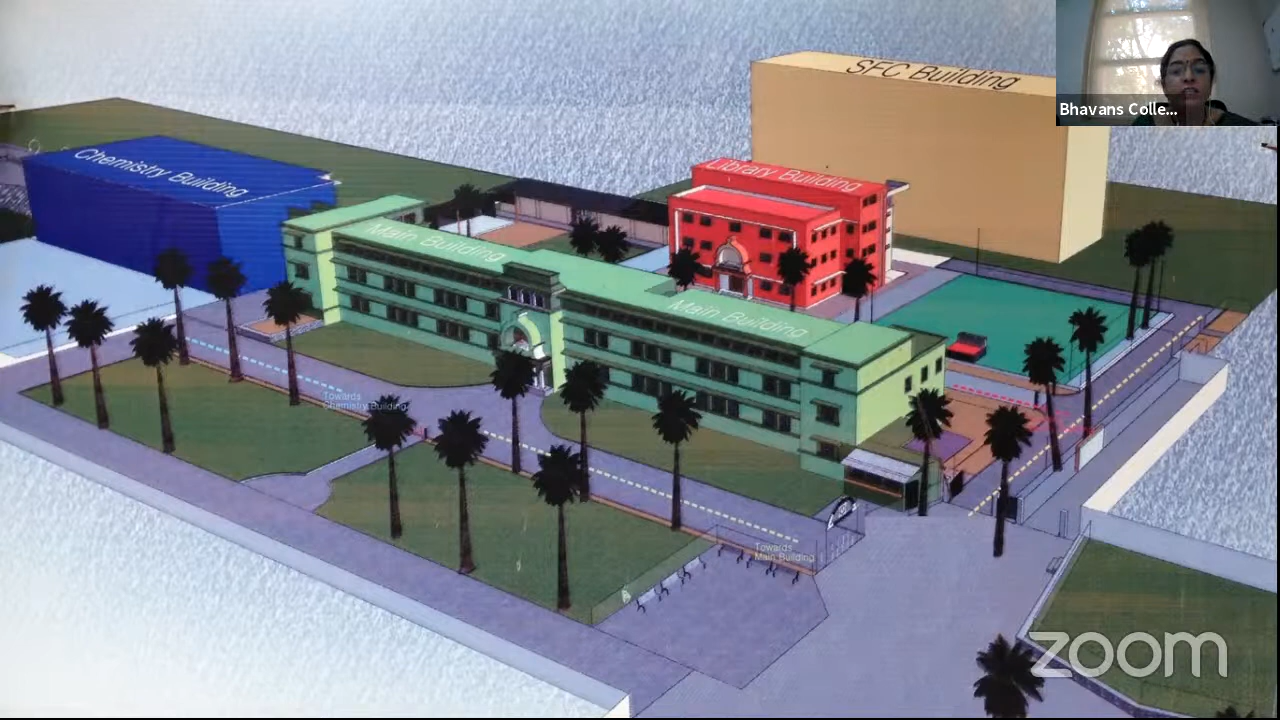 SFC Building
Bhavans Colle...
Chemistry Building
Library Building
Main Building
Main Building
Towards
Chemistry Building
Towards
Main Building
zoom